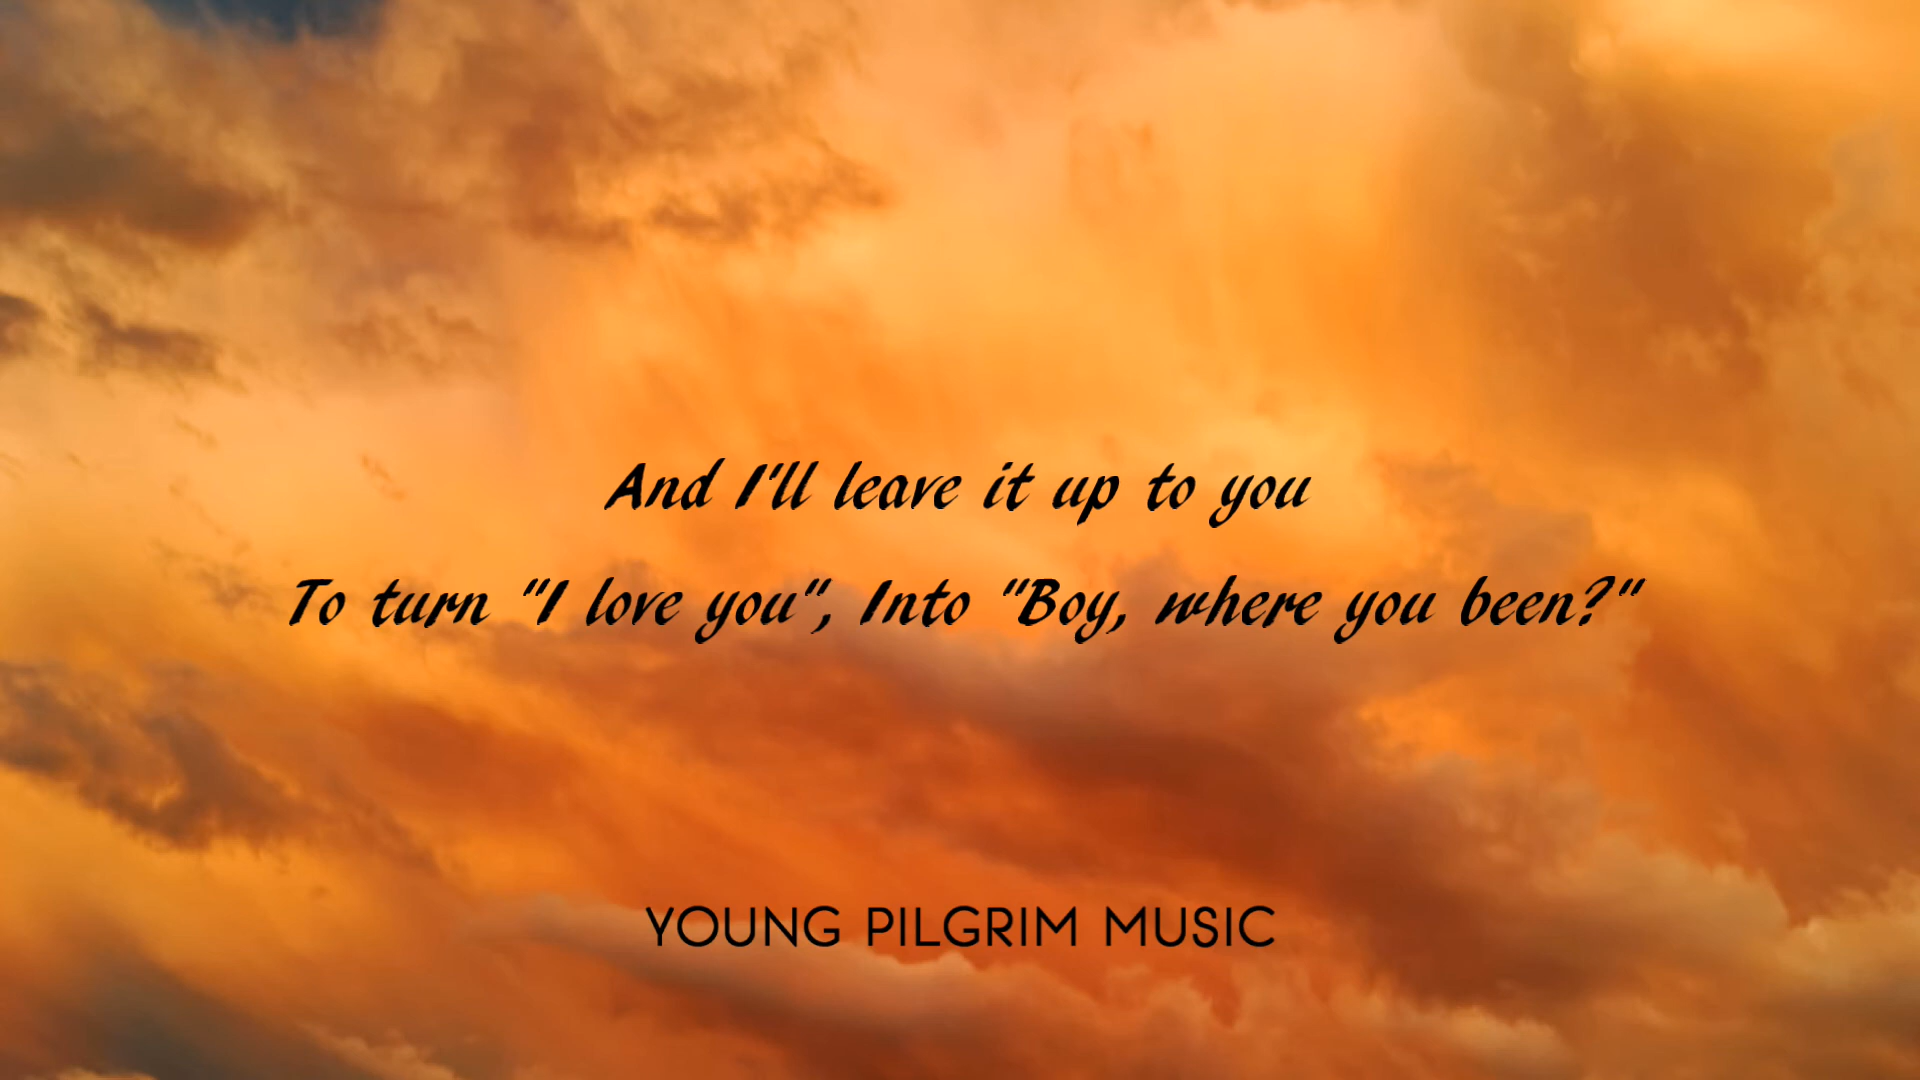 And I'll leave it up to you
To turn "I love you", Into "Boy, where you been?"
YOUNG PILGRIM MUSIC